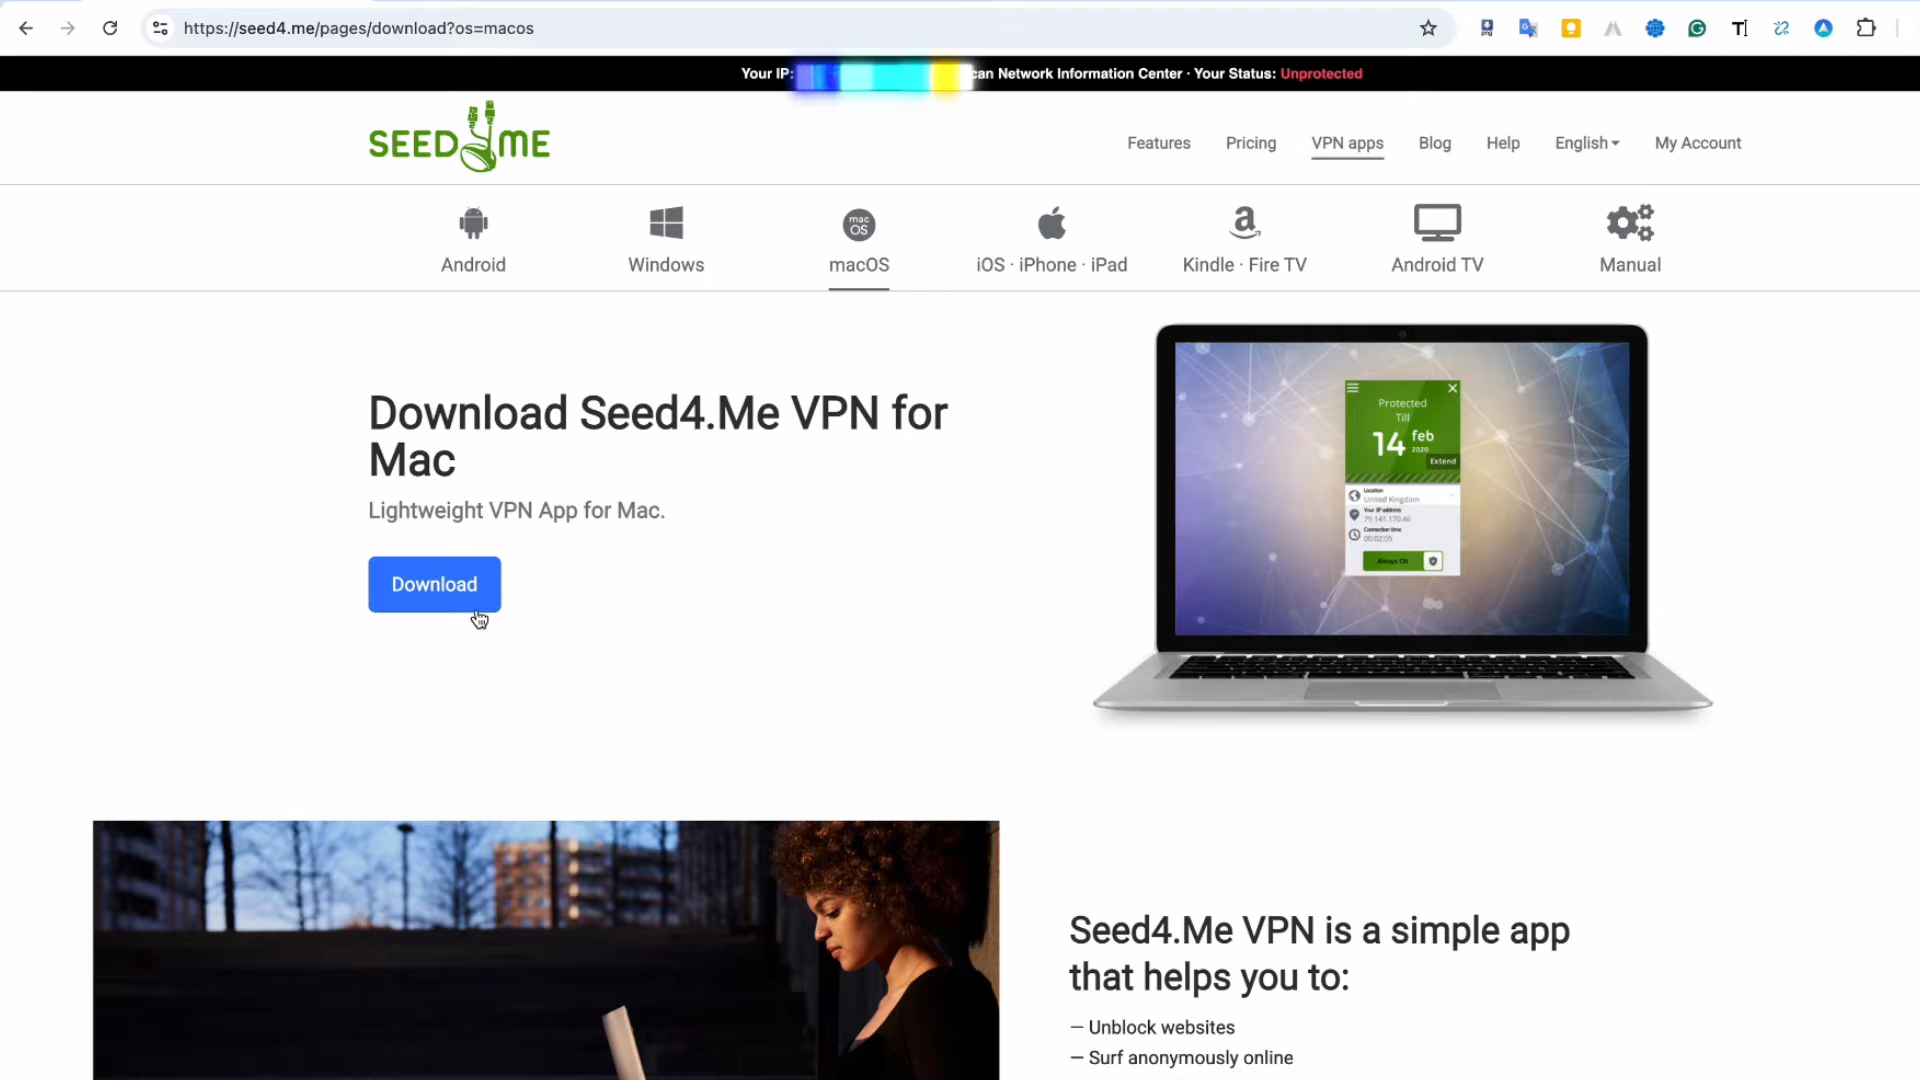 https://seed4.me/pages/download?os=macos
Your IP: can Network Information Center · Your Status: Unprotected
SEED4ME
Features Pricing VPN apps Blog Help English My Account
mac OS
Android Windows macOS iOS · iPhone · iPad Kindle · Fire TV Android TV Manual
Download Seed4.Me VPN for
Mac
Lightweight VPN App for Mac.
Download
Protected
Till
14 feb
2020
Extend
Location
United Kingdom
Your IP address
79.141.170.46
Connection time
00:02:05
Always ON
Seed4.Me VPN is a simple app
that helps you to:
— Unblock websites
— Surf anonymously online